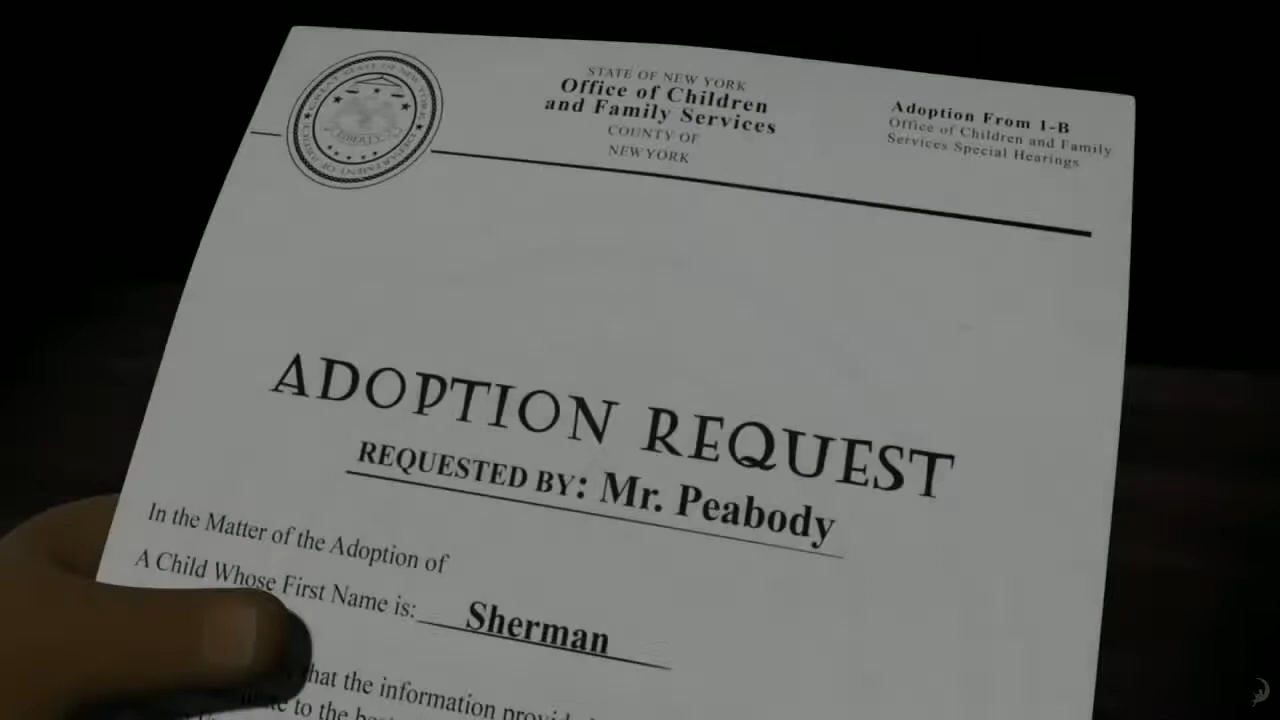 STATE OF NEW YORK
Office of Children
and Family Services
COUNTY OF
NEW YORK
Adoption From 1-B
Office of Children and Family
Services Special Hearings
LIBERTY
ADOPTION REQUEST
REQUESTED BY: Mr. Peabody
In the Matter of the Adoption of
A Child Whose First Name is: Sherman
that the information
to the